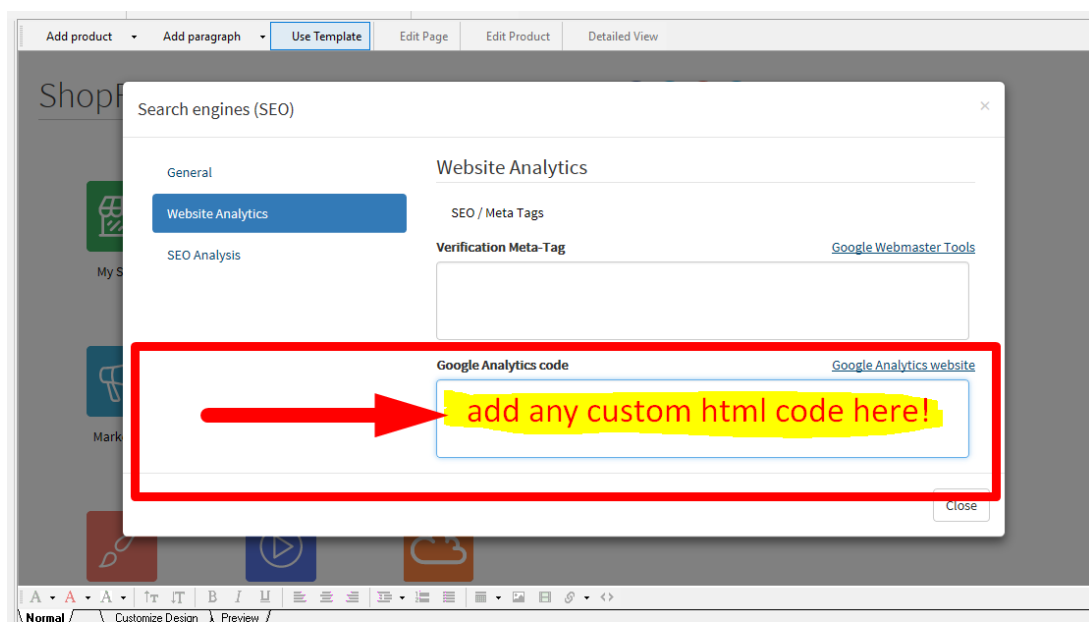 Add product Add paragraph Use Template Edit Page Edit Product Detailed View
Search engines (SEO) ×
General
Website Analytics
SEO Analysis
Website Analytics
SEO / Meta Tags
Verification Meta-Tag Google Webmaster Tools
Google Analytics code Google Analytics website
add any custom html code here!
Close
My S
Mark
A A A B I U
Normal Customize Design Preview